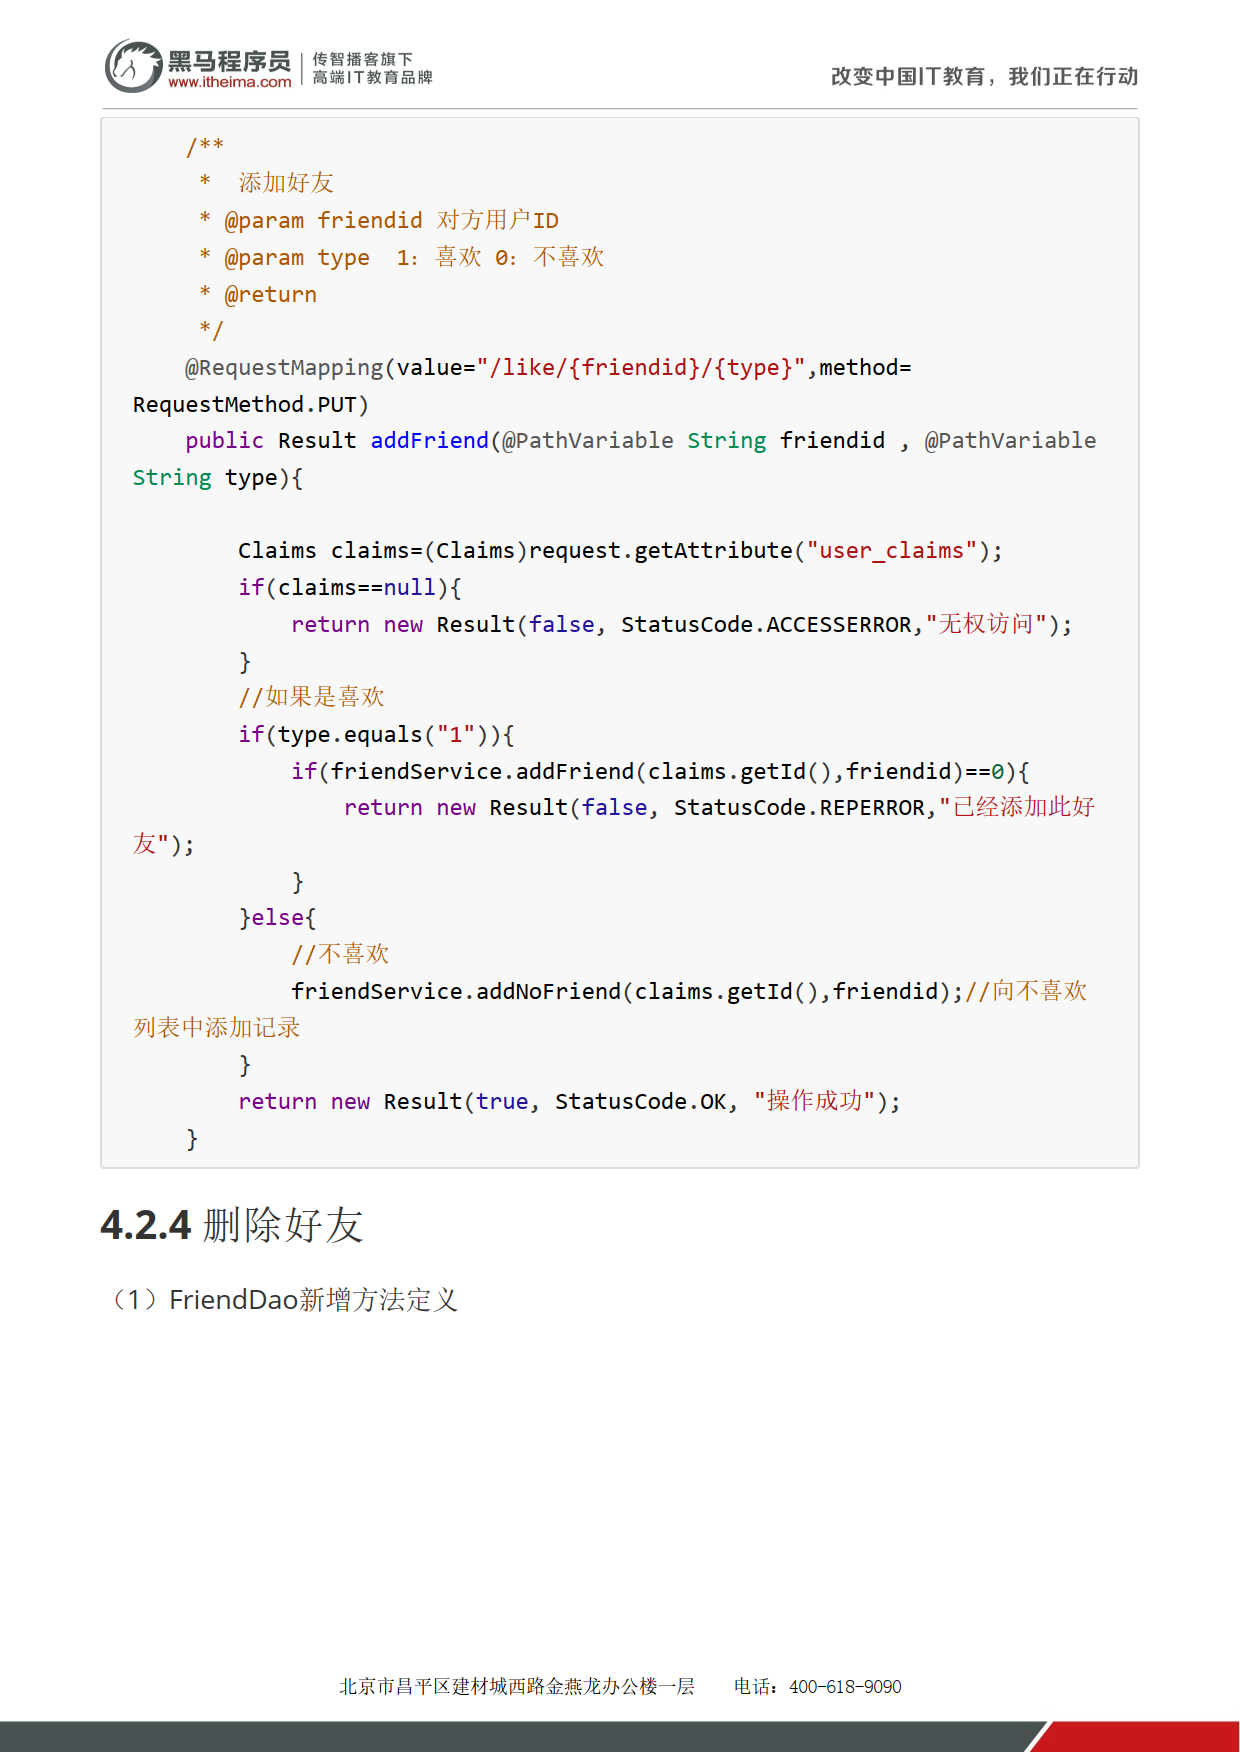 黑马程序员
www.itheima.com
传智播客旗下
高端IT教育品牌
改变中国IT教育，我们正在行动
/**
* 添加好友
* @param friendid 对方用户ID
* @param type 1：喜欢 0：不喜欢
* @return
*/
@RequestMapping(value="/like/{friendid}/{type}",method=
RequestMethod.PUT)
public Result addFriend(@PathVariable String friendid , @PathVariable
String type){
Claims claims=(Claims)request.getAttribute("user_claims");
if(claims==null){
return new Result(false, StatusCode.ACCESSERROR,"无权访问");
}
//如果是喜欢
if(type.equals("1")){
if(friendService.addFriend(claims.getId(),friendid)==0){
return new Result(false, StatusCode.REPERROR,"已经添加此好
友");
}
}else{
//不喜欢
friendService.addNoFriend(claims.getId(),friendid);//向不喜欢
列表中添加记录
}
return new Result(true, StatusCode.OK, "操作成功");
}
4.2.4 删除好友
（1）FriendDao新增方法定义
北京市昌平区建材城西路金燕龙办公楼一层 电话：400-618-9090